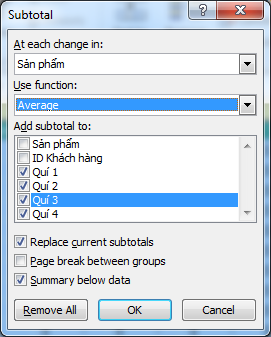 Subtotal
At each change in:
Sản phẩm
Use function:
Average
Add subtotal to:
Sản phẩm
ID Khách hàng
Quí 1
Quí 2
Quí 3
Quí 4
Replace current subtotals
Page break between groups
Summary below data
Remove All OK Cancel